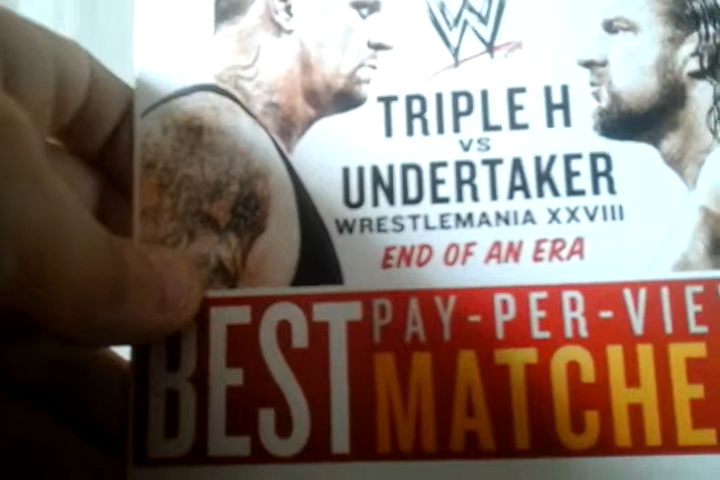 W
TRIPLE H
VS
UNDERTAKER
WRESTLEMANIA XXVIII
END OF AN ERA
BEST PAY-PER-VIE
MATCHE